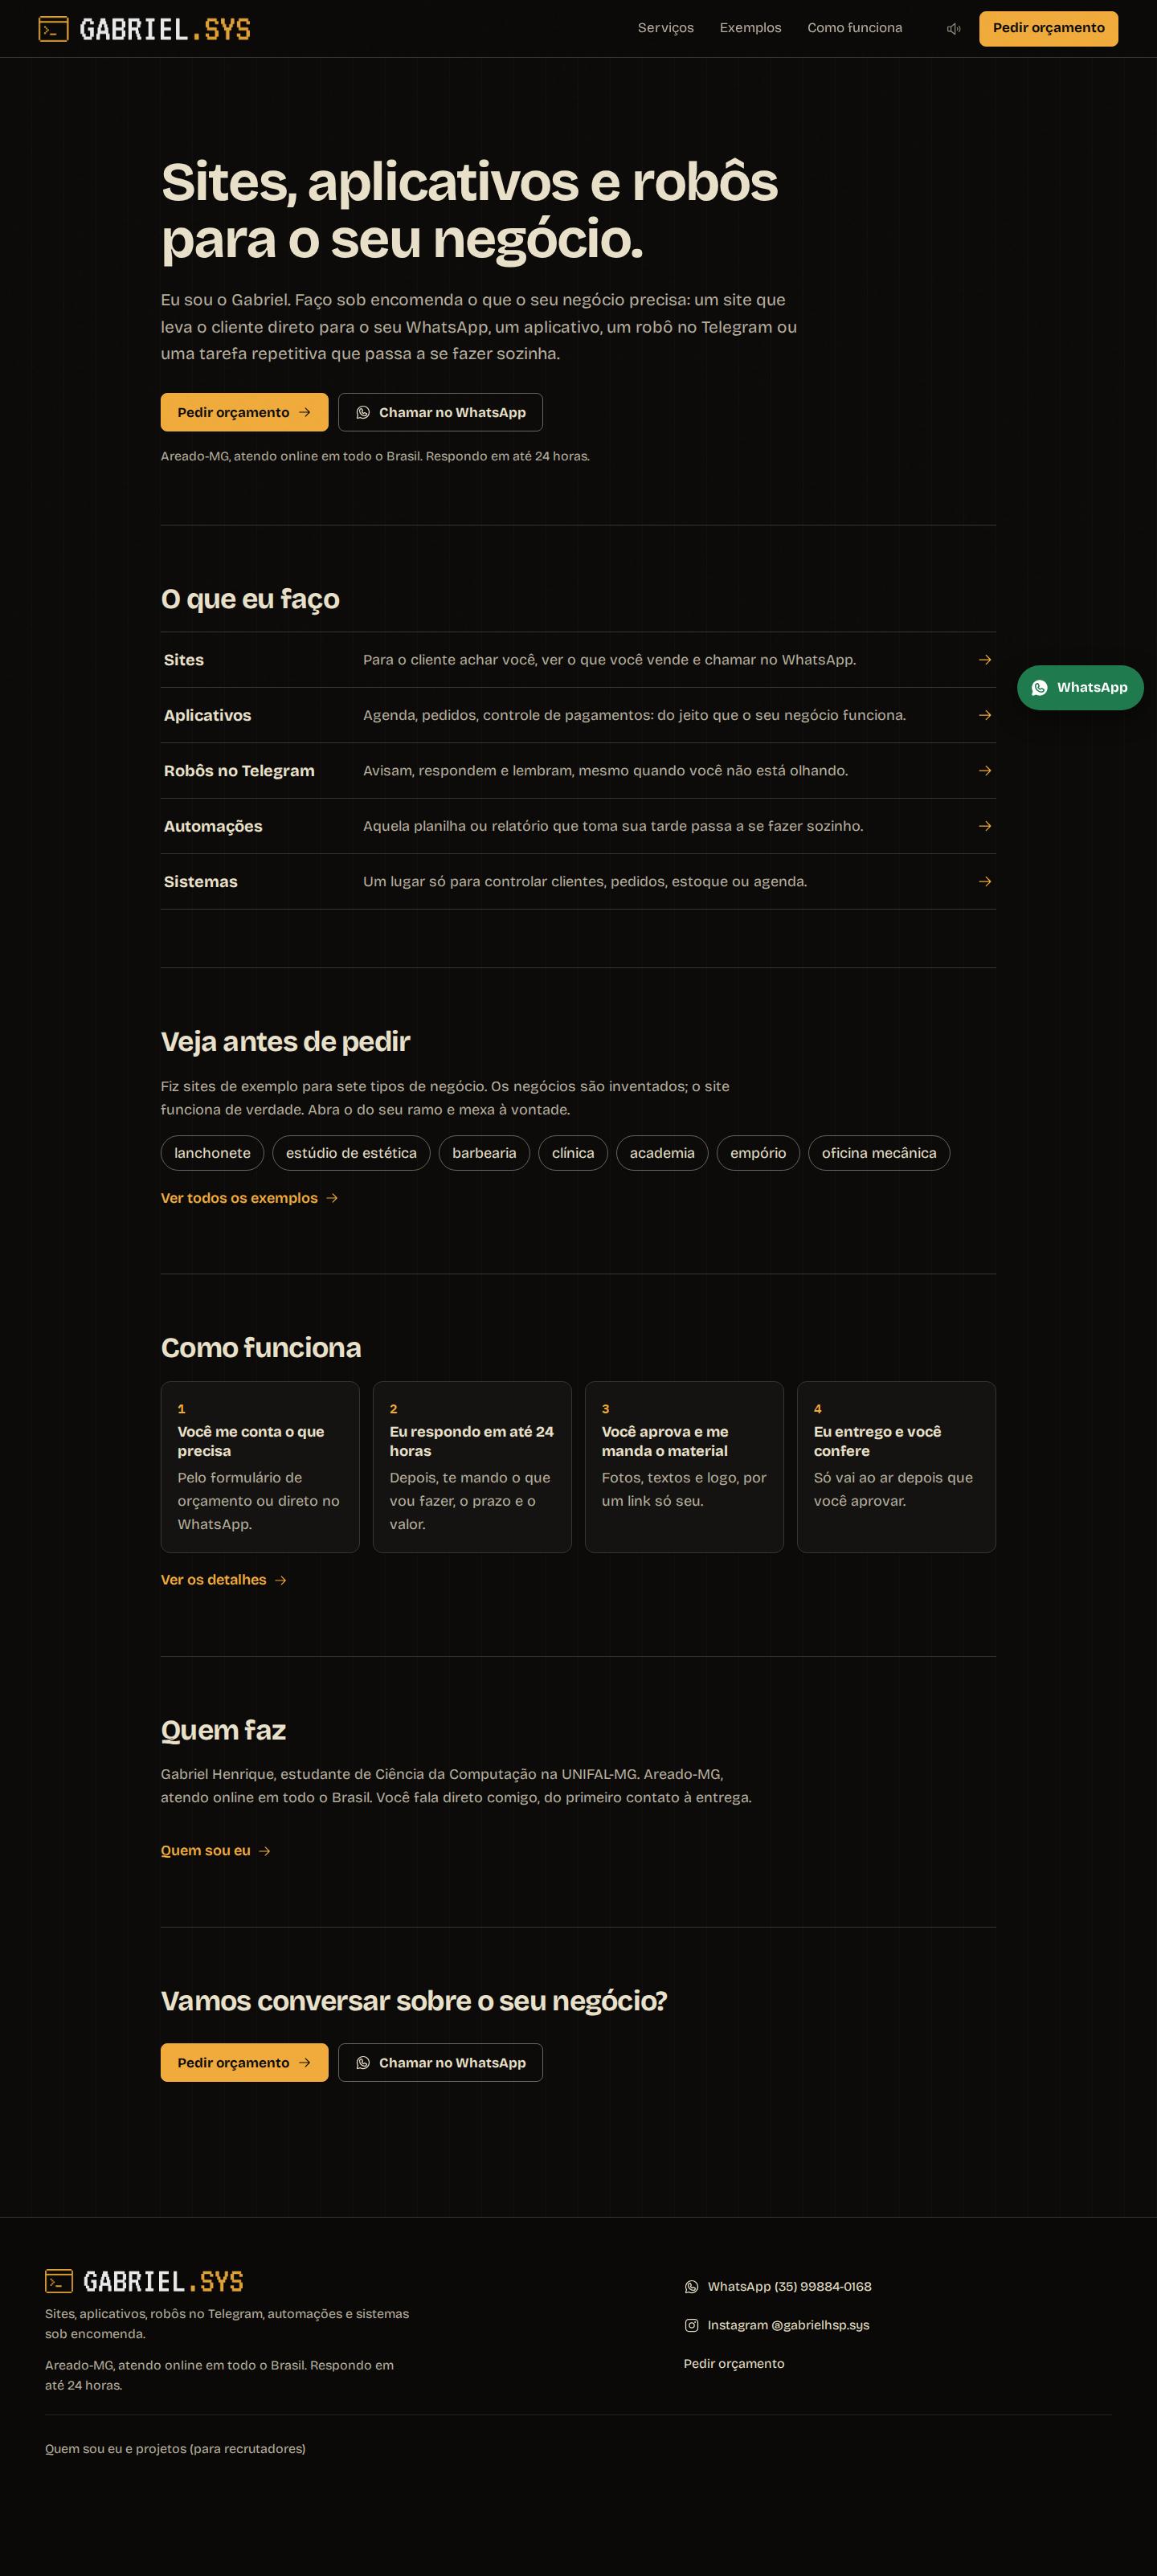 GABRIEL.SYS
Serviços
Exemplos
Como funciona
Pedir orçamento
Sites, aplicativos e robôs
para o seu negócio.
Eu sou o Gabriel. Faço sob encomenda o que o seu negócio precisa: um site que
leva o cliente direto para o seu WhatsApp, um aplicativo, um robô no Telegram ou
uma tarefa repetitiva que passa a se fazer sozinha.
Pedir orçamento
Chamar no WhatsApp
Areado-MG, atendo online em todo o Brasil. Respondo em até 24 horas.
O que eu faço
Sites
Para o cliente achar você, ver o que você vende e chamar no WhatsApp.
WhatsApp
Aplicativos
Agenda, pedidos, controle de pagamentos: do jeito que o seu negócio funciona.
Robôs no Telegram
Avisam, respondem e lembram, mesmo quando você não está olhando.
Automações
Aquela planilha ou relatório que toma sua tarde passa a se fazer sozinho.
Sistemas
Um lugar só para controlar clientes, pedidos, estoque ou agenda.
Veja antes de pedir
Fiz sites de exemplo para sete tipos de negócio. Os negócios são inventados; o site
funciona de verdade. Abra o do seu ramo e mexa à vontade.
lanchonete
estúdio de estética
barbearia
clínica
academia
empório
oficina mecânica
Ver todos os exemplos
Como funciona
1
Você me conta o que
precisa
Pelo formulário de
orçamento ou direto no
WhatsApp.
2
Eu respondo em até 24
horas
Depois, te mando o que
vou fazer, o prazo e o
valor.
3
Você aprova e me
manda o material
Fotos, textos e logo, por
um link só seu.
4
Eu entrego e você
confere
Só vai ao ar depois que
você aprovar.
Ver os detalhes
Quem faz
Gabriel Henrique, estudante de Ciência da Computação na UNIFAL-MG. Areado-MG,
atendo online em todo o Brasil. Você fala direto comigo, do primeiro contato à entrega.
Quem sou eu
Vamos conversar sobre o seu negócio?
Pedir orçamento
Chamar no WhatsApp
GABRIEL.SYS
Sites, aplicativos, robôs no Telegram, automações e sistemas
sob encomenda.
Areado-MG, atendo online em todo o Brasil. Respondo em
até 24 horas.
WhatsApp (35) 99884-0168
Instagram @gabrielhsp.sys
Pedir orçamento
Quem sou eu e projetos (para recrutadores)